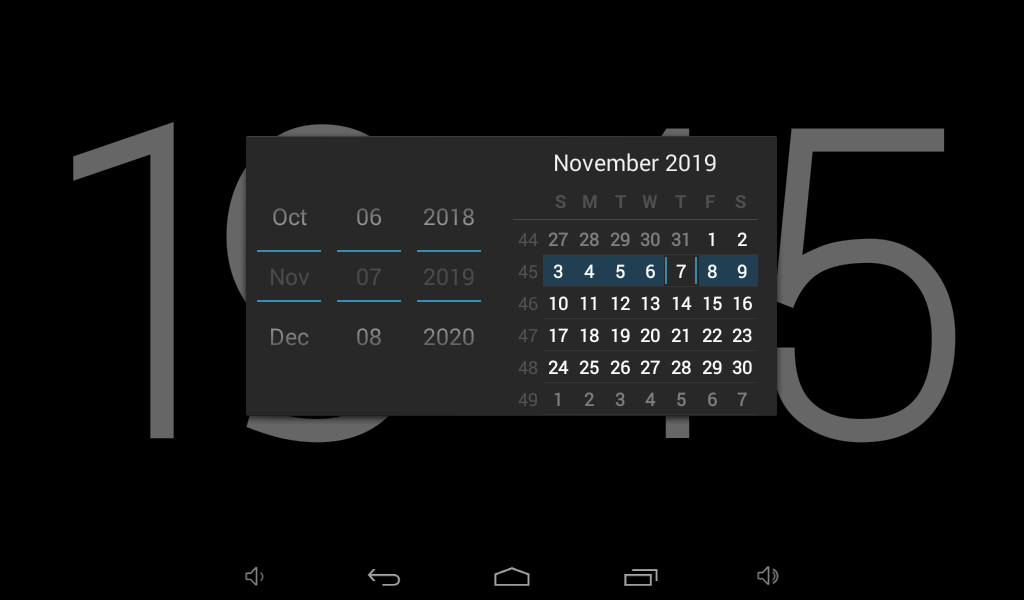 19 15
November 2019
S M T W T F S
Oct 06 2018
44 27 28 29 30 31 1 2
Nov 07 2019
45 3 4 5 6 7 8 9
46 10 11 12 13 14 15 16
Dec 08 2020
47 17 18 19 20 21 22 23
48 24 25 26 27 28 29 30
49 1 2 3 4 5 6 7